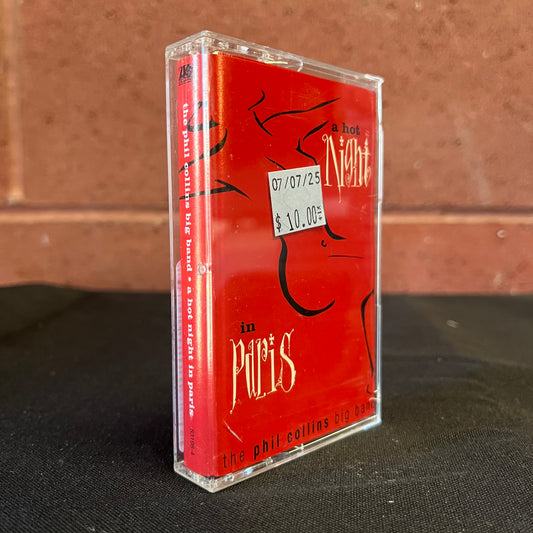 the phil collins big band • a hot night in paris
a hot
Night
07/07/25
$ 10.00
in
Paris
the phil collins big band